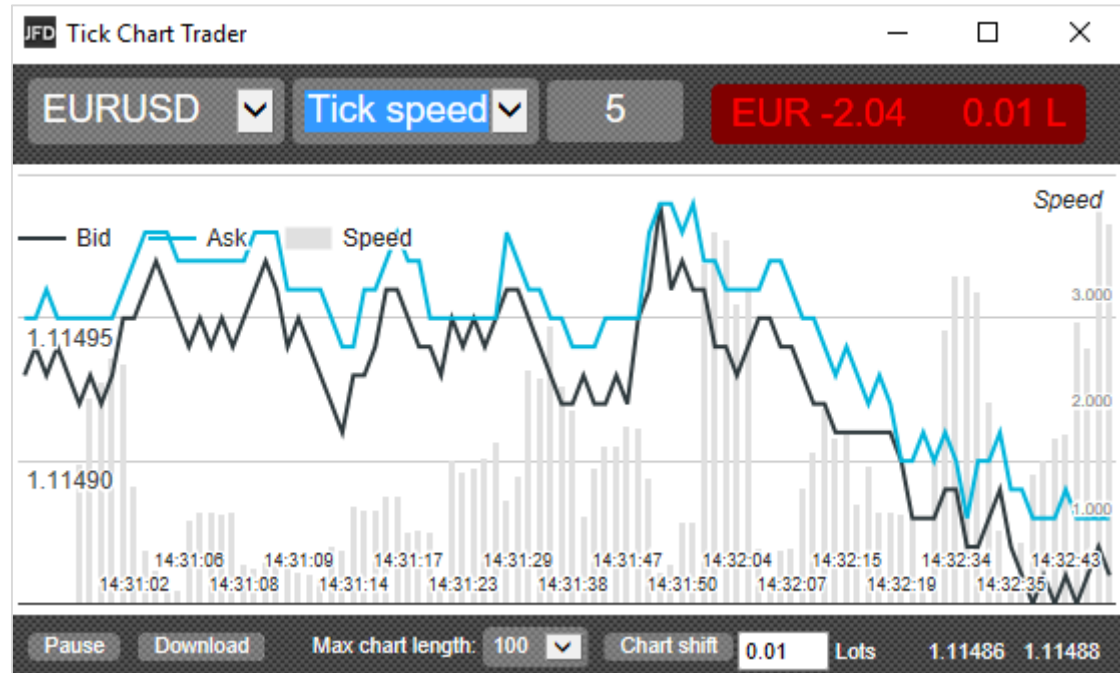 JFD Tick Chart Trader
EURUSD Tick speed 5 EUR -2.04 0.01 L
Speed
Bid Ask Speed
3.000
1.11495
2.000
1.11490
1.000
14:31:06 14:31:09 14:31:17 14:31:29 14:31:47 14:32:04 14:32:15 14:32:34 14:32:43
14:31:02 14:31:08 14:31:14 14:31:23 14:31:38 14:31:50 14:32:07 14:32:19 14:32:35
Pause Download Max chart length: 100 Chart shift 0.01 Lots 1.11486 1.11488